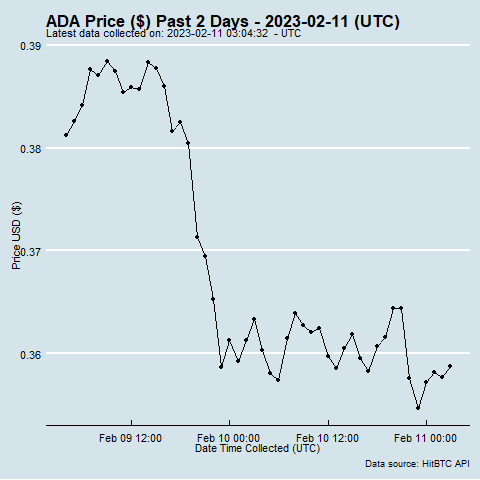 ADA Price ($) Past 2 Days - 2023-02-11 (UTC)
Latest data collected on: 2023-02-11 03:04:32 - UTC
0.39
0.38
0.37
0.36
Price USD ($)
Feb 09 12:00
Feb 10 00:00
Feb 10 12:00
Feb 11 00:00
Date Time Collected (UTC)
Data source: HitBTC API